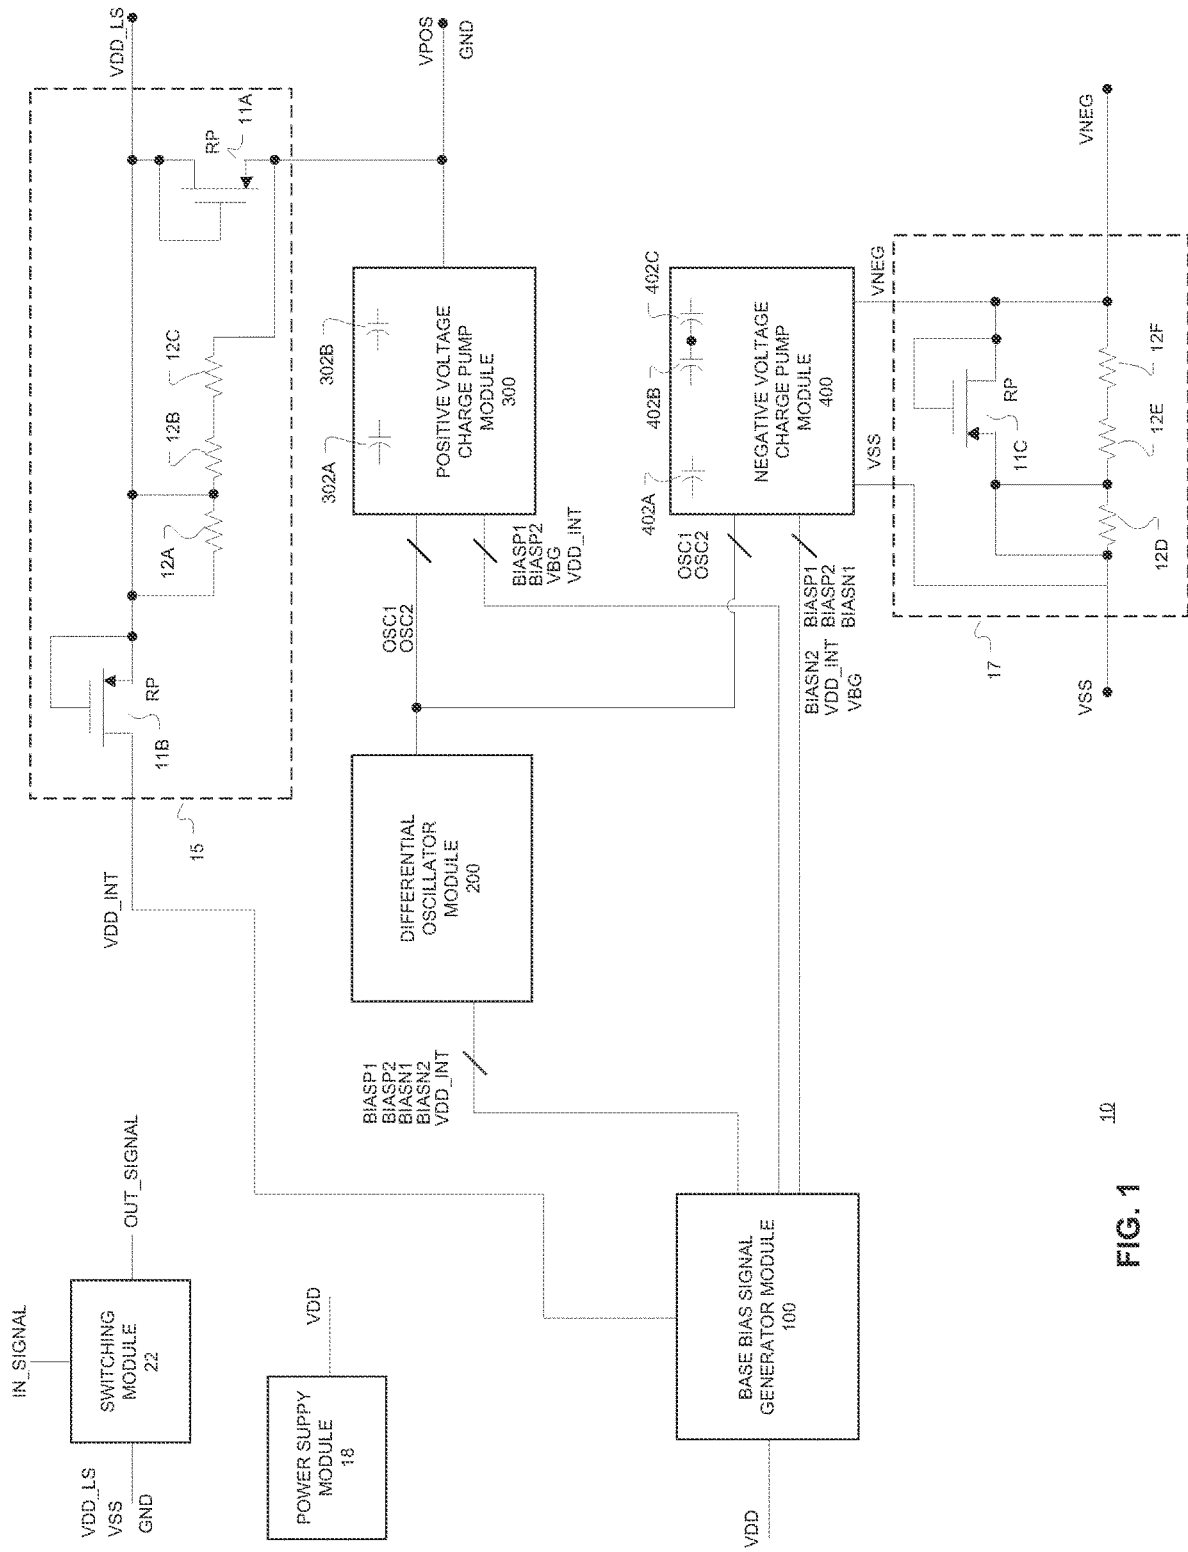 IN_SIGNAL
VDD_LS
VSS
GND
SWITCHING
MODULE
22
OUT_SIGNAL
POWER SUPPY
MODULE
18
VDD
VDD
BASE BIAS SIGNAL
GENERATOR MODULE
100
BIASP1
BIASP2
BIASN1
BIASN2
VDD_INT
VDD_INT
15
11B
RP
12A
12B
12C
RP
11A
VDD_LS
DIFFERENTIAL
OSCILLATOR
MODULE
200
OSC1
OSC2
BIASP1
BIASP2
VBG
VDD_INT
302A
302B
POSITIVE VOLTAGE
CHARGE PUMP
MODULE
300
VPOS
GND
OSC1
OSC2
BIASN2
VDD_INT
VBG
BIASP1
BIASP2
BIASN1
402A
402B
402C
NEGATIVE VOLTAGE
CHARGE PUMP
MODULE
400
VSS
VNEG
17
11C
RP
12D
12E
12F
VSS
VNEG
FIG. 1
10